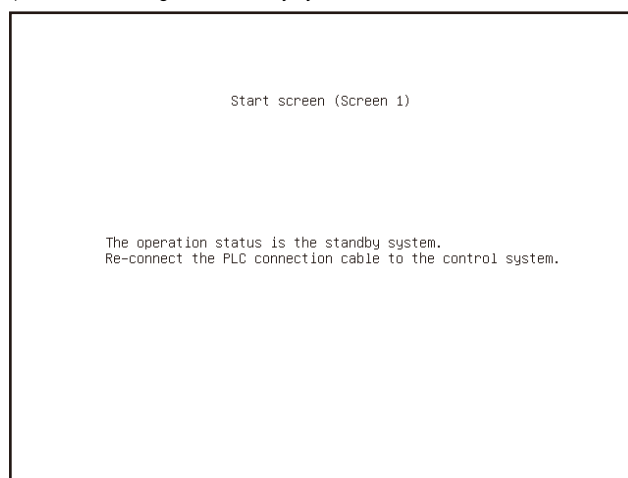 Start screen (Screen 1)
The operation status is the standby system.
Re-connect the PLC connection cable to the control system.